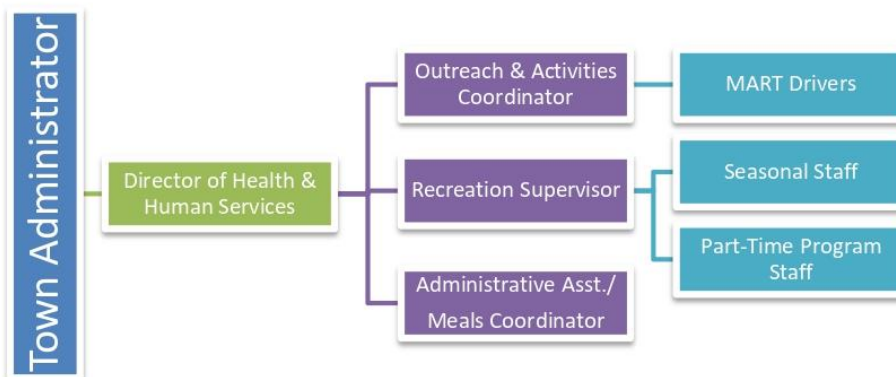 Town Administrator
Director of Health &
Human Services
Outreach & Activities
Coordinator
MART Drivers
Recreation Supervisor
Seasonal Staff
Part-Time Program
Staff
Administrative Asst./
Meals Coordinator